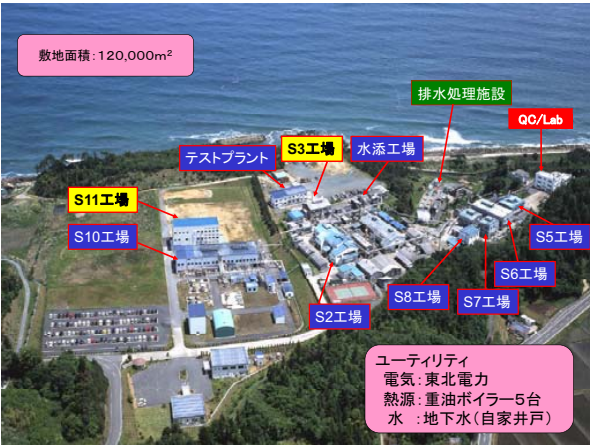 敷地面積：120,000m²
排水処理施設
QC/Lab
テストプラント
S3工場
水添工場
S11工場
S10工場
S5工場
S6工場
S7工場
S8工場
S2工場
ユーティリティ
電気：東北電力
熱源：重油ボイラー5台
水　：地下水（自家井戸）